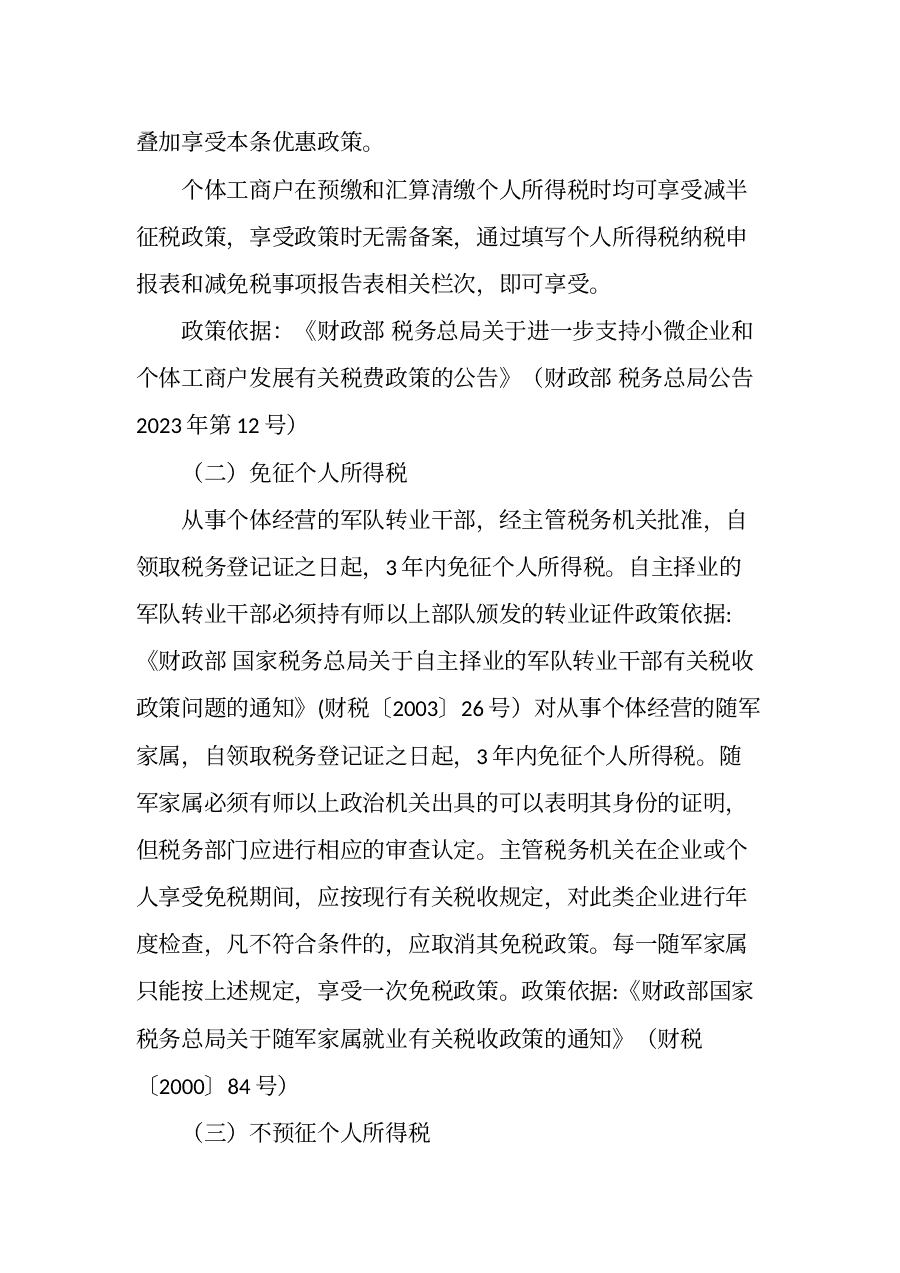 叠加享受本条优惠政策。
个体工商户在预缴和汇算清缴个人所得税时均可享受减半
征税政策，享受政策时无需备案，通过填写个人所得税纳税申
报表和减免税事项报告表相关栏次，即可享受。
政策依据：《财政部 税务总局关于进一步支持小微企业和
个体工商户发展有关税费政策的公告》（财政部 税务总局公告
2023 年第 12 号）
（二）免征个人所得税
从事个体经营的军队转业干部，经主管税务机关批准，自
领取税务登记证之日起，3 年内免征个人所得税。自主择业的
军队转业干部必须持有师以上部队颁发的转业证件政策依据:
《财政部 国家税务总局关于自主择业的军队转业干部有关税收
政策问题的通知》(财税〔2003〕26 号）对从事个体经营的随军
家属，自领取税务登记证之日起，3 年内免征个人所得税。随
军家属必须有师以上政治机关出具的可以表明其身份的证明，
但税务部门应进行相应的审查认定。主管税务机关在企业或个
人享受免税期间，应按现行有关税收规定，对此类企业进行年
度检查，凡不符合条件的，应取消其免税政策。每一随军家属
只能按上述规定，享受一次免税政策。政策依据:《财政部国家
税务总局关于随军家属就业有关税收政策的通知》（财税
〔2000〕84 号）
（三）不预征个人所得税